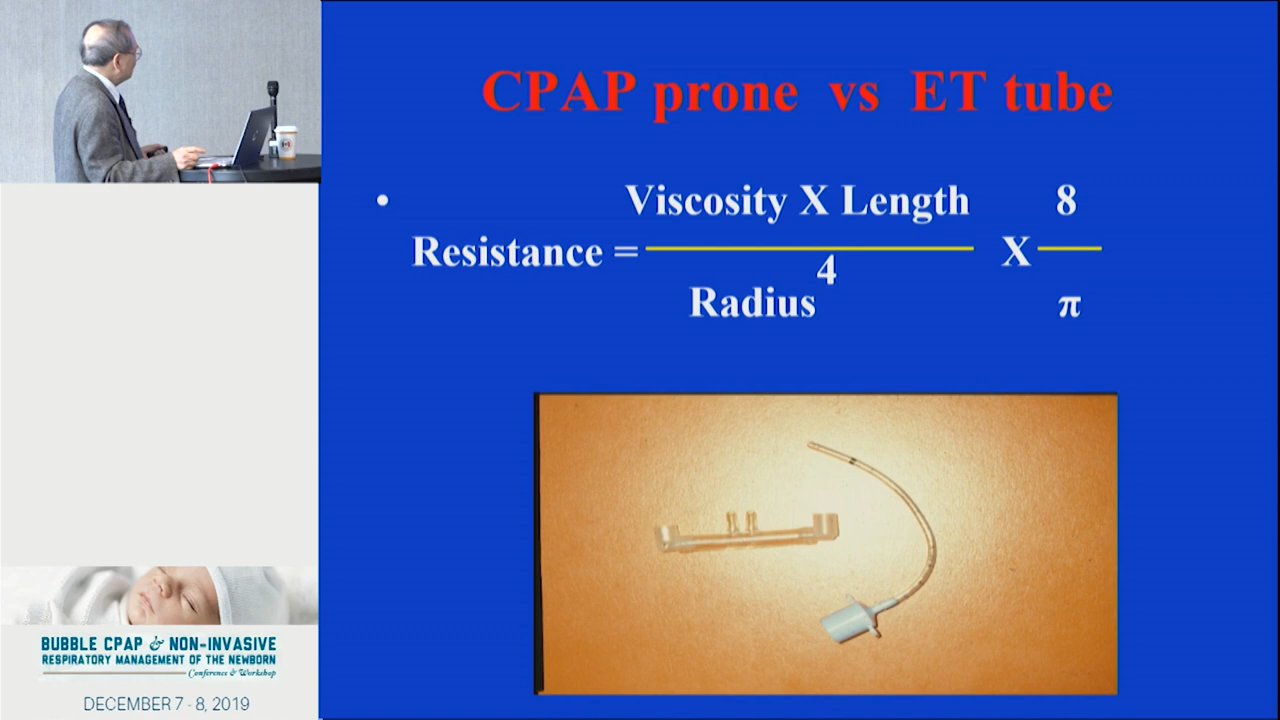 CPAP prone vs ET tube
• Viscosity X Length 8
Resistance = X
Radius 4 π
BUBBLE CPAP & NON-INVASIVE
RESPIRATORY MANAGEMENT OF THE NEWBORN
Conference & Workshop
DECEMBER 7 - 8, 2019